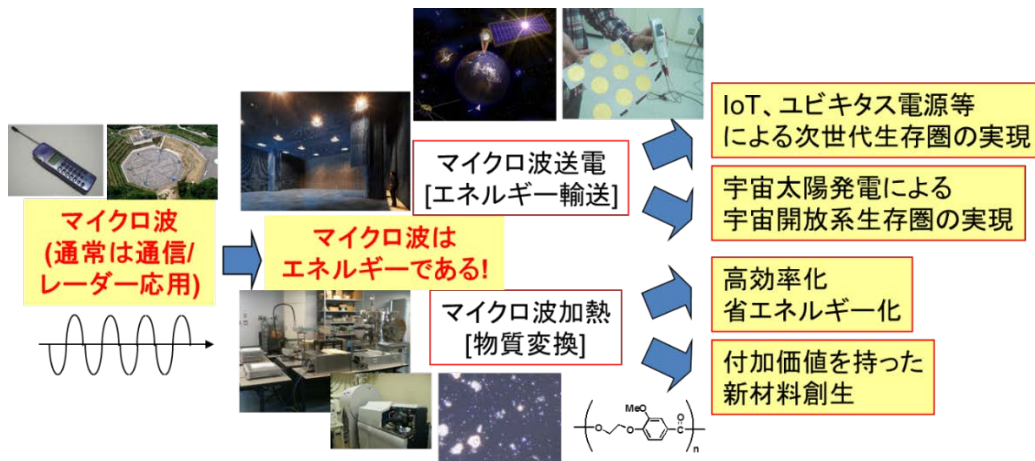 マイクロ波
(通常は通信/
レーダー応用)
マイクロ波は
エネルギーである!
マイクロ波送電
[エネルギー輸送]
マイクロ波加熱
[物質変換]
IoT、ユビキタス電源等
による次世代生存圏の実現
宇宙太陽発電による
宇宙開放系生存圏の実現
高効率化
省エネルギー化
付加価値を持った
新材料創生
MeO
O
O
O
C
n